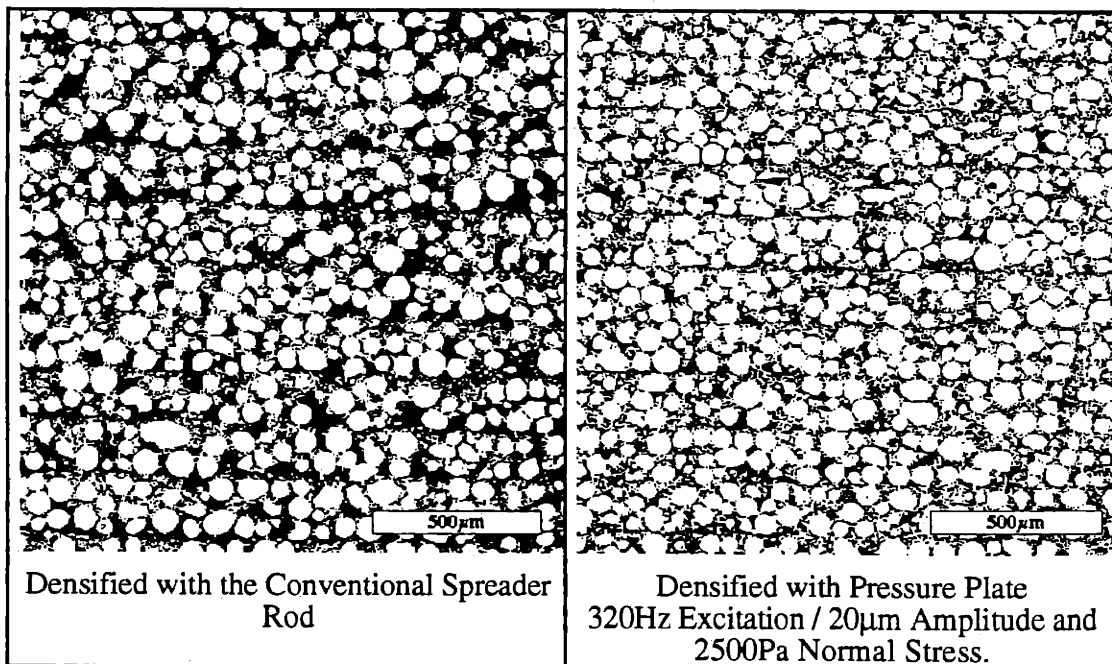 500µm
500µm
Densified with the Conventional Spreader
Rod
Densified with Pressure Plate
320Hz Excitation / 20µm Amplitude and
2500Pa Normal Stress.